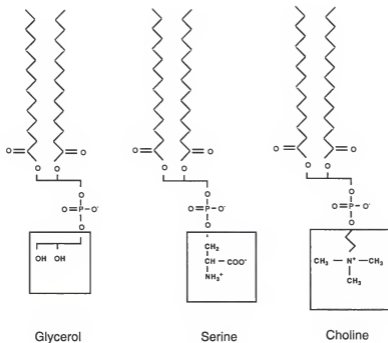 O O O O O O
O O O O O O
O O O
O=P-O⁻ O=P-O⁻ O=P-O⁻
O O O
OH OH
CH₂
CH — COO⁻
NH₃⁺
CH₃ — N⁺ — CH₃
CH₃
Glycerol Serine Choline